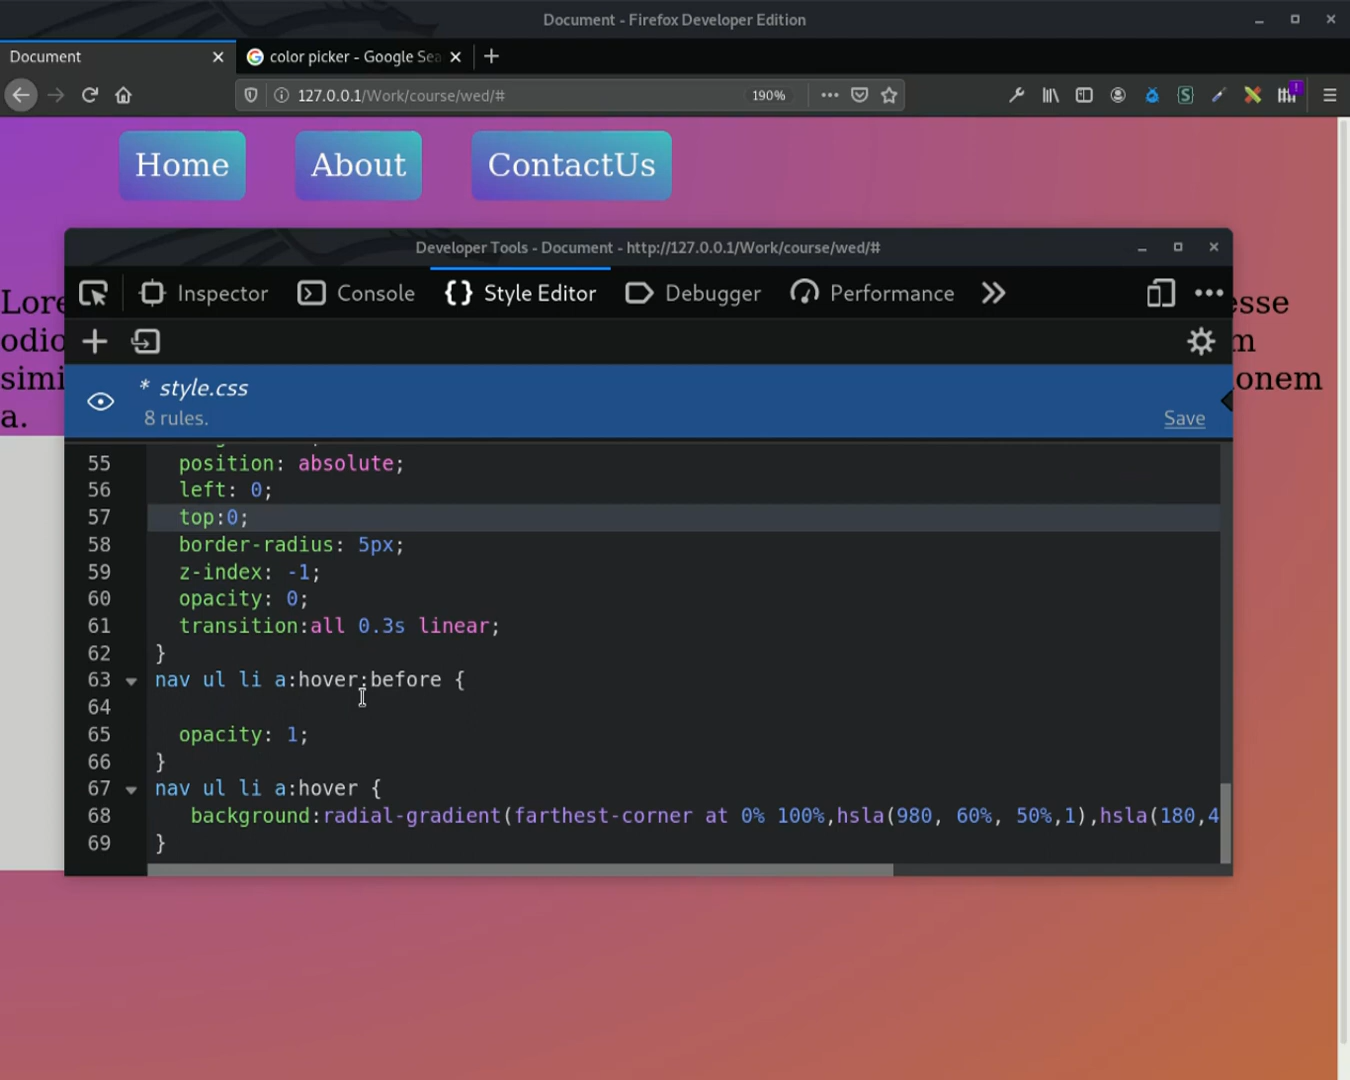 Document - Firefox Developer Edition
Document
color picker - Google Sea
127.0.0.1/Work/course/wed/#
190%
Home
About
ContactUs
Developer Tools - Document - http://127.0.0.1/Work/course/wed/#
Inspector
Console
{} Style Editor
Debugger
Performance
* style.css
8 rules.
Save
Lore
esse
odio
m
simi
onem
a.
55 position: absolute;
56 left: 0;
57 top:0;
58 border-radius: 5px;
59 z-index: -1;
60 opacity: 0;
61 transition:all 0.3s linear;
62 }
63 nav ul li a:hover:before {
64
65 opacity: 1;
66 }
67 nav ul li a:hover {
68 background:radial-gradient(farthest-corner at 0% 100%,hsla(980, 60%, 50%,1),hsla(180,4
69 }